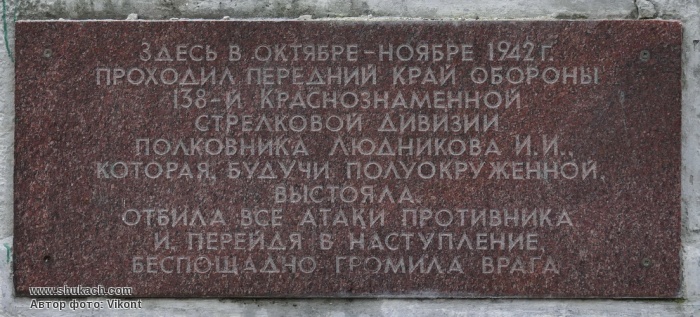 Здесь в октябре-ноябре 1942 г.
проходил передний край обороны
138-й Краснознаменной
стрелковой дивизии
полковника Людникова И.И.,
которая, будучи полуокруженной,
выстояла,
отбила все атаки противника
и, перейдя в наступление,
беспощадно громила врага
www.shukach.com
Автор фото: Vikont